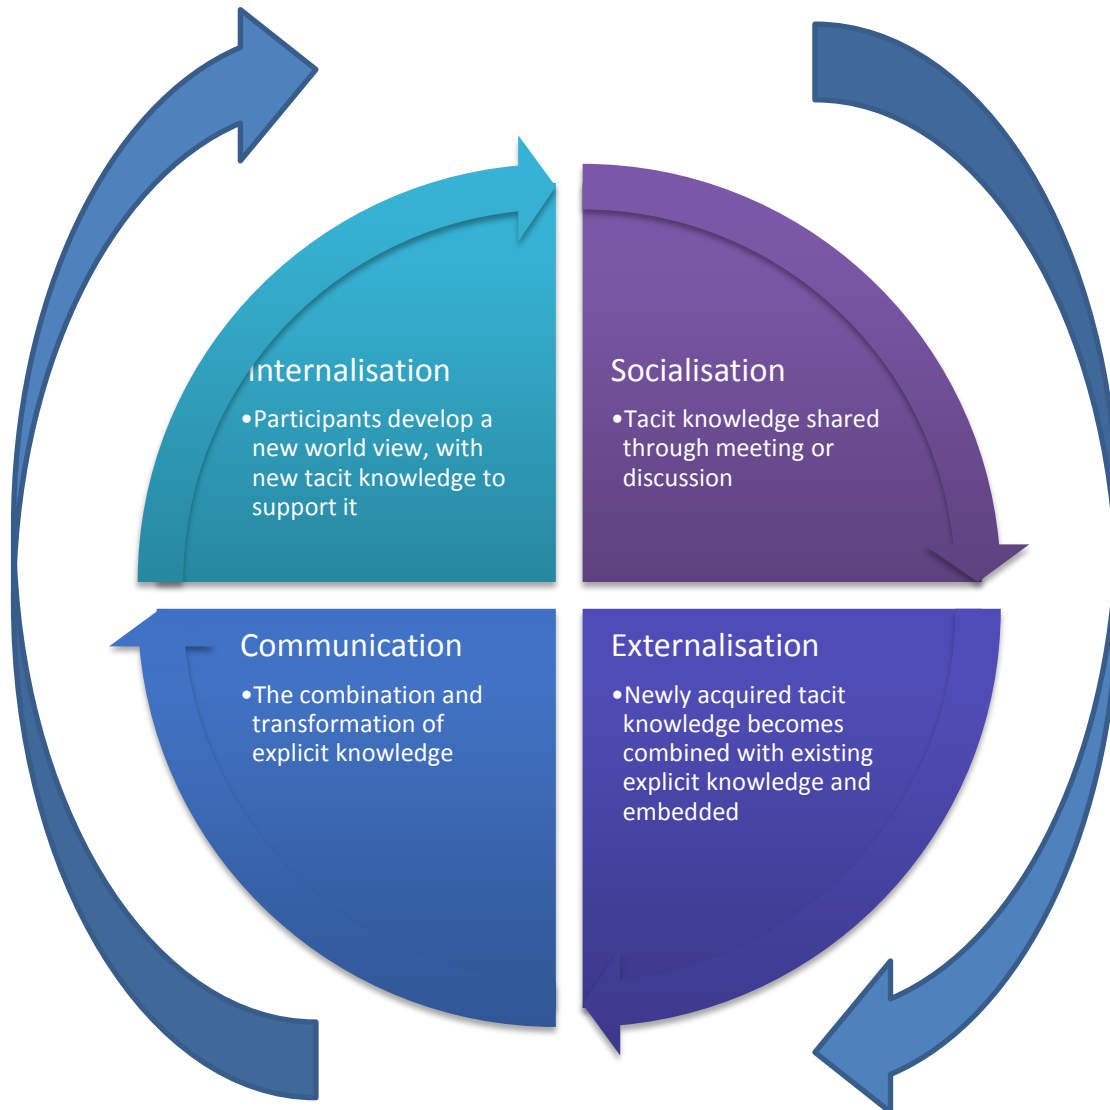 Internalisation
•Participants develop a
new world view, with
new tacit knowledge to
support it
Socialisation
•Tacit knowledge shared
through meeting or
discussion
Communication
•The combination and
transformation of
explicit knowledge
Externalisation
•Newly acquired tacit
knowledge becomes
combined with existing
explicit knowledge and
embedded